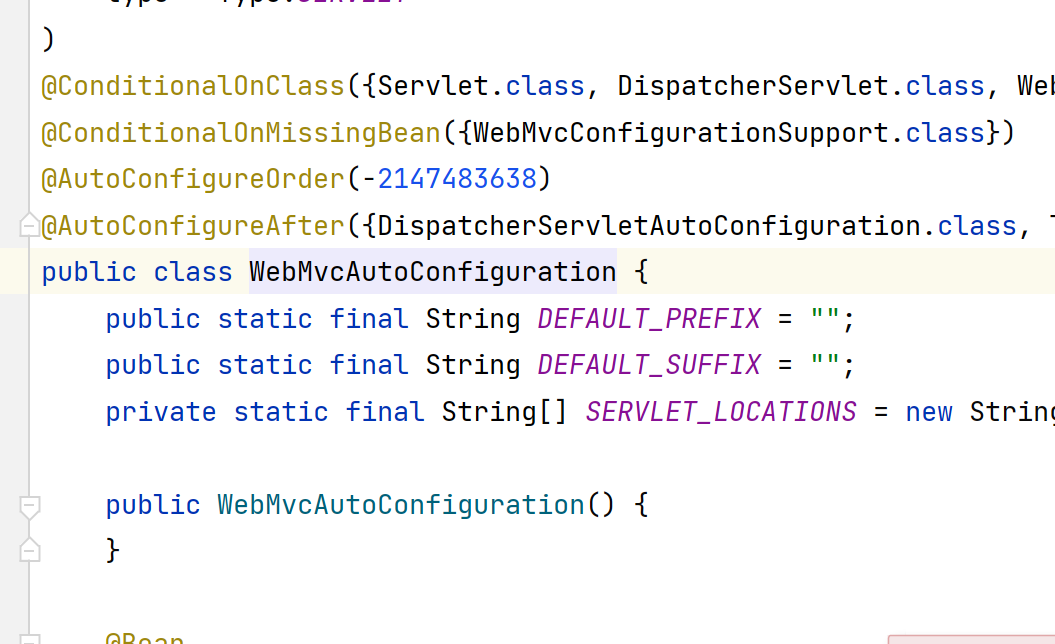 )
@ConditionalOnClass({Servlet.class, DispatcherServlet.class, Web
@ConditionalOnMissingBean({WebMvcConfigurationSupport.class})
@AutoConfigureOrder(-2147483638)
@AutoConfigureAfter({DispatcherServletAutoConfiguration.class,
public class WebMvcAutoConfiguration {
public static final String DEFAULT_PREFIX = "";
public static final String DEFAULT_SUFFIX = "";
private static final String[] SERVLET_LOCATIONS = new String
public WebMvcAutoConfiguration() {
}
@Bean